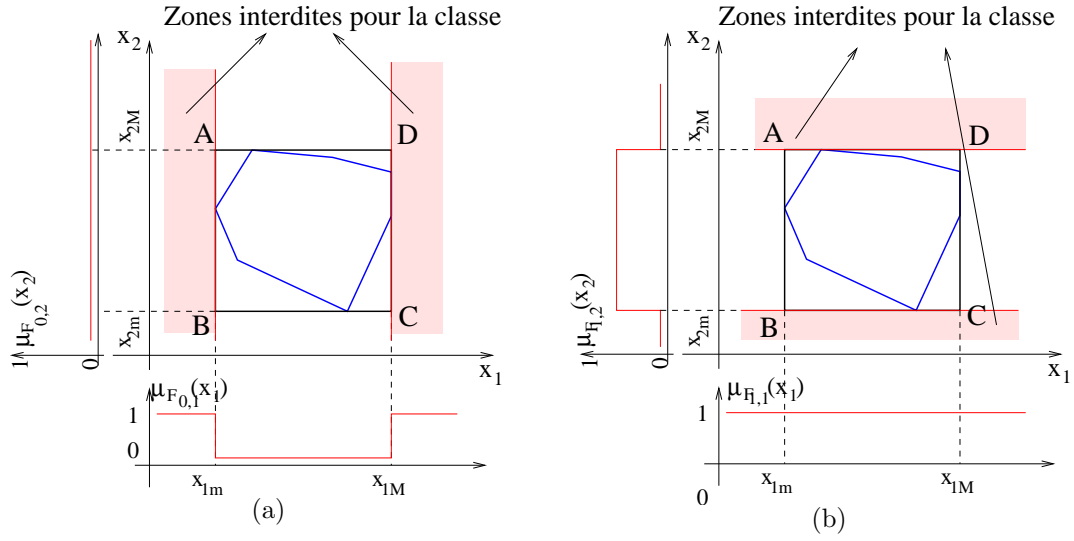 Zones interdites pour la classe
x2
x2M
A
D
B
C
x2m
μF0,2(x2)
1
0
x1
μF0,1(x1)
1
0
x1m
x1M
(a)
Zones interdites pour la classe
x2
x2M
A
D
B
C
x2m
μF1,2(x2)
1
0
x1
μF1,1(x1)
1
0
x1m
x1M
(b)